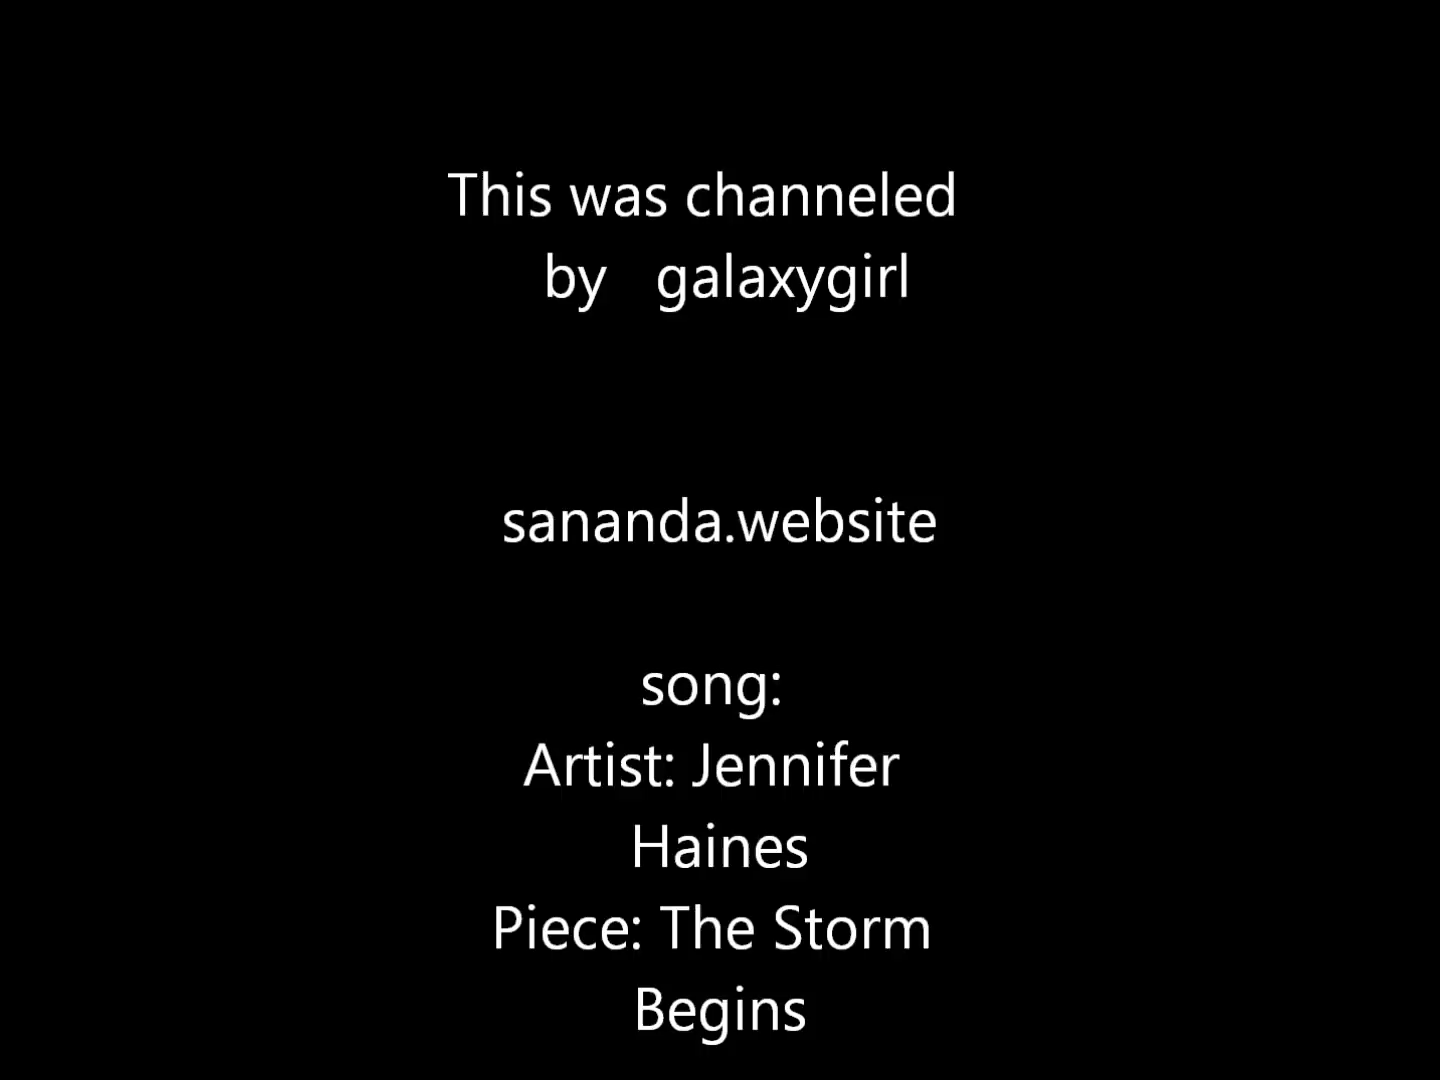 This was channeled
by galaxygirl
sananda.website
song:
Artist: Jennifer
Haines
Piece: The Storm
Begins